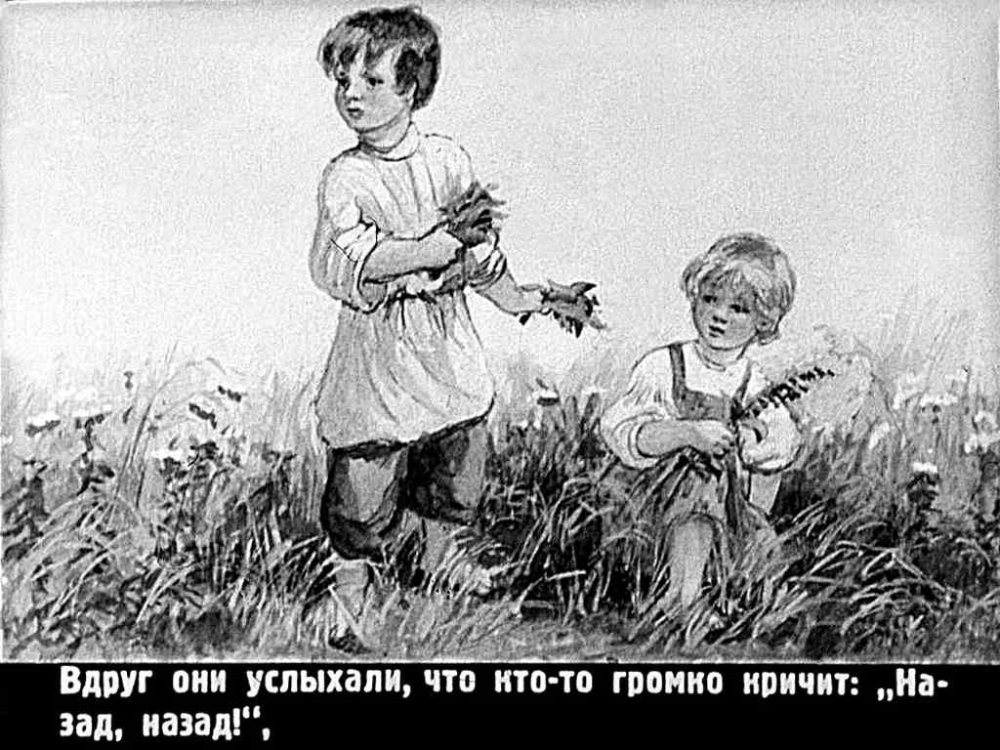 Вдруг они услыхали, что кто-то громко кричит: „На-
зад, назад!“,